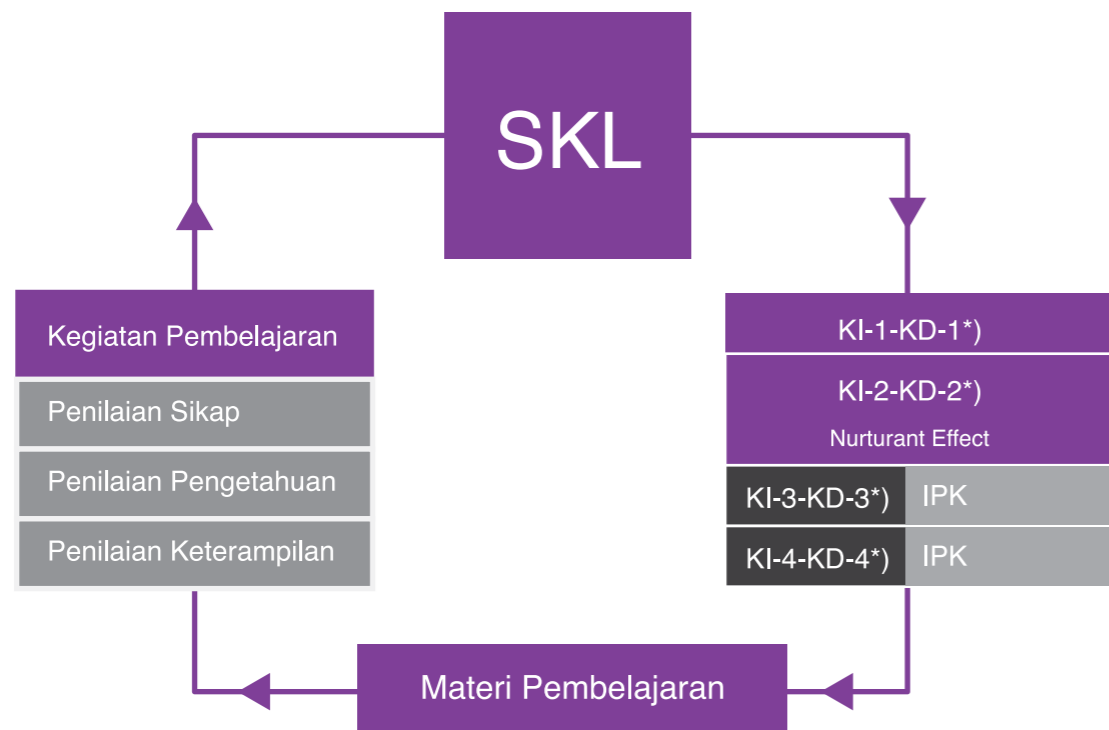 SKL
Kegiatan Pembelajaran
Penilaian Sikap
Penilaian Pengetahuan
Penilaian Keterampilan
KI-1-KD-1*)
KI-2-KD-2*)
Nurturant Effect
KI-3-KD-3*) IPK
KI-4-KD-4*) IPK
Materi Pembelajaran